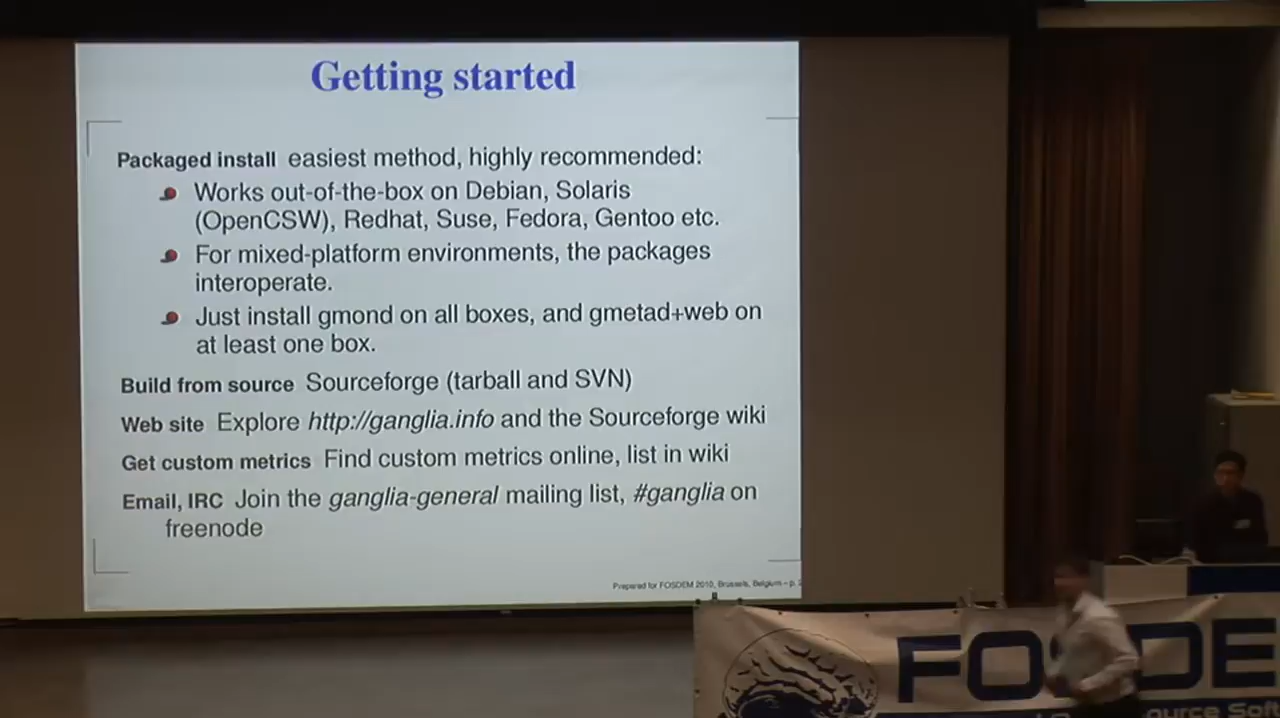 Getting started
Packaged install easiest method, highly recommended:
Works out-of-the-box on Debian, Solaris
(OpenCSW), Redhat, Suse, Fedora, Gentoo etc.
For mixed-platform environments, the packages
interoperate.
Just install gmond on all boxes, and gmetad+web on
at least one box.
Build from source Sourceforge (tarball and SVN)
Web site Explore http://ganglia.info and the Sourceforge wiki
Get custom metrics Find custom metrics online, list in wiki
Email, IRC Join the ganglia-general mailing list, #ganglia on
freenode
Prepared for FOSDEM 2010, Brussels, Belgium – p.